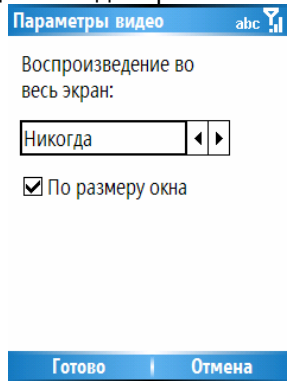 Параметры видео abc
Воспроизведение во
весь экран:
Никогда
По размеру окна
Готово Отмена